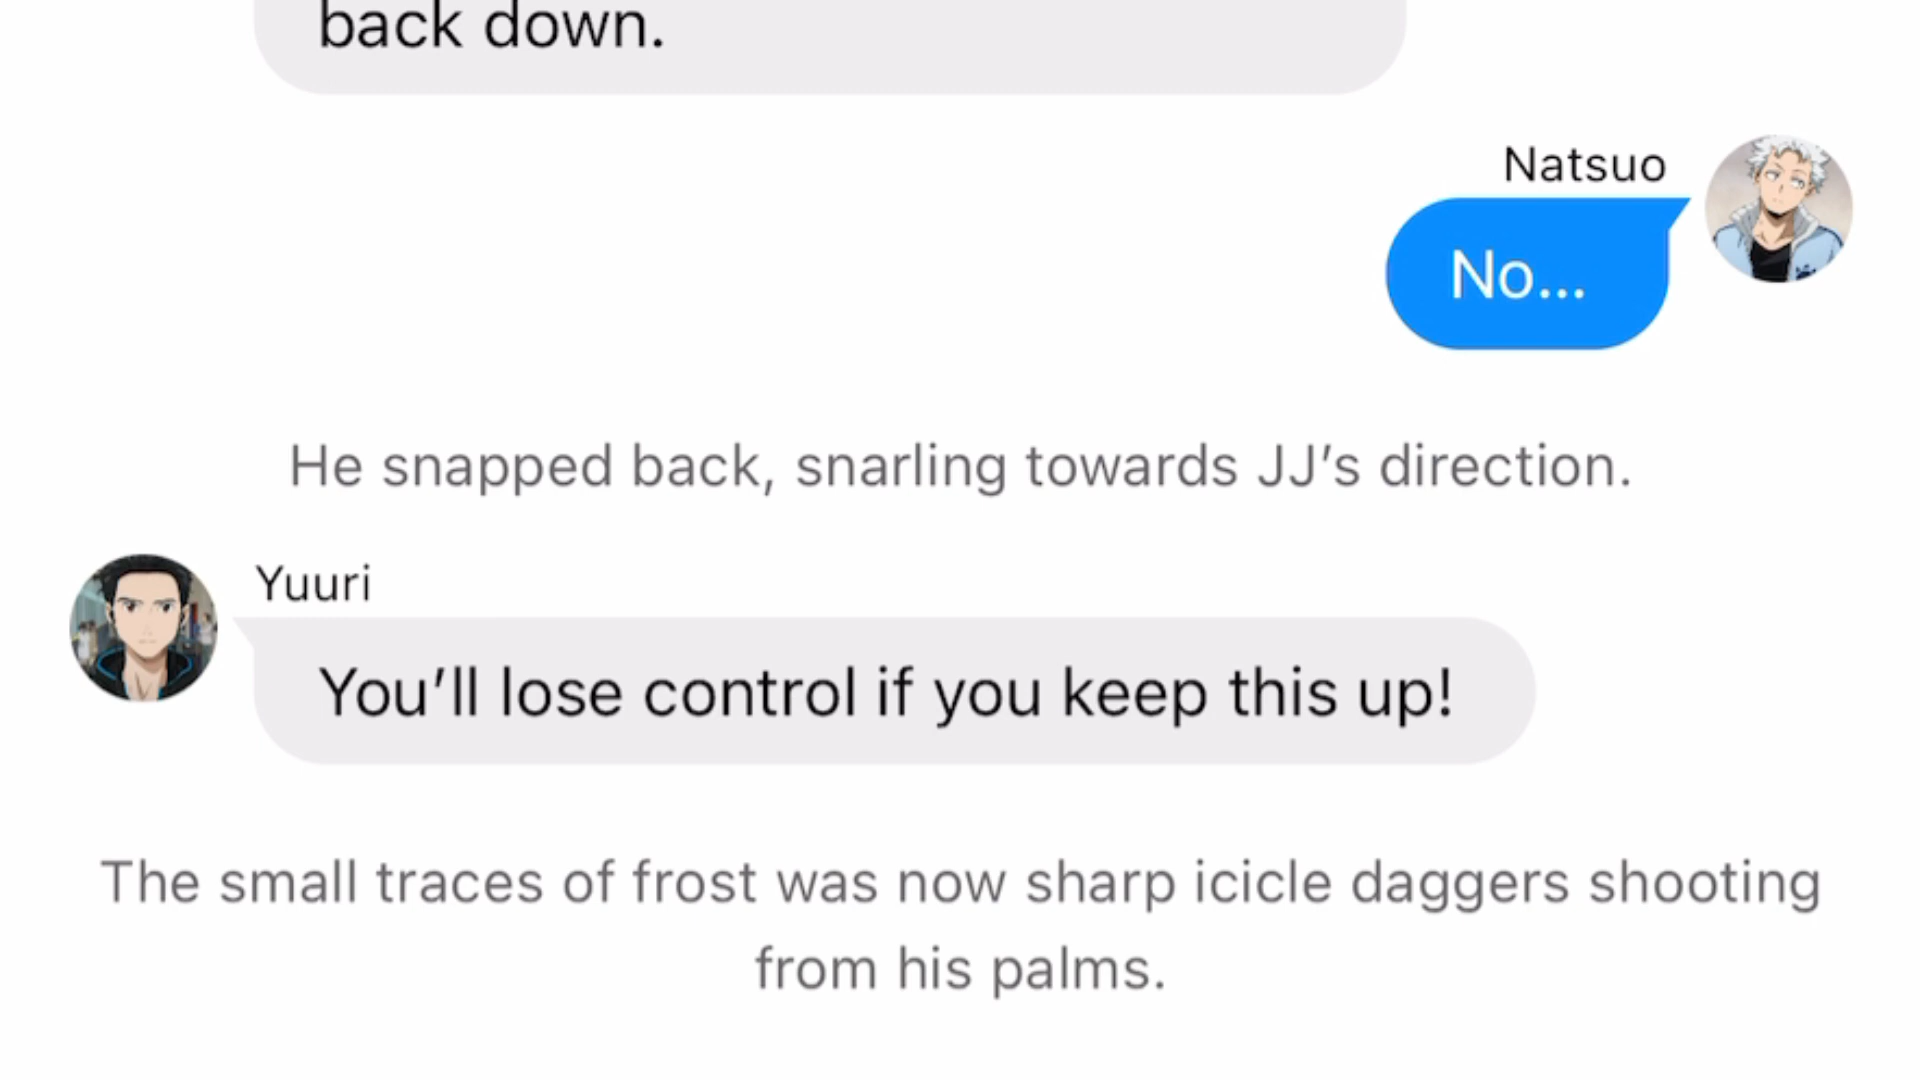 back down.
Natsuo
No...
He snapped back, snarling towards JJ’s direction.
Yuuri
You’ll lose control if you keep this up!
The small traces of frost was now sharp icicle daggers shooting
from his palms.